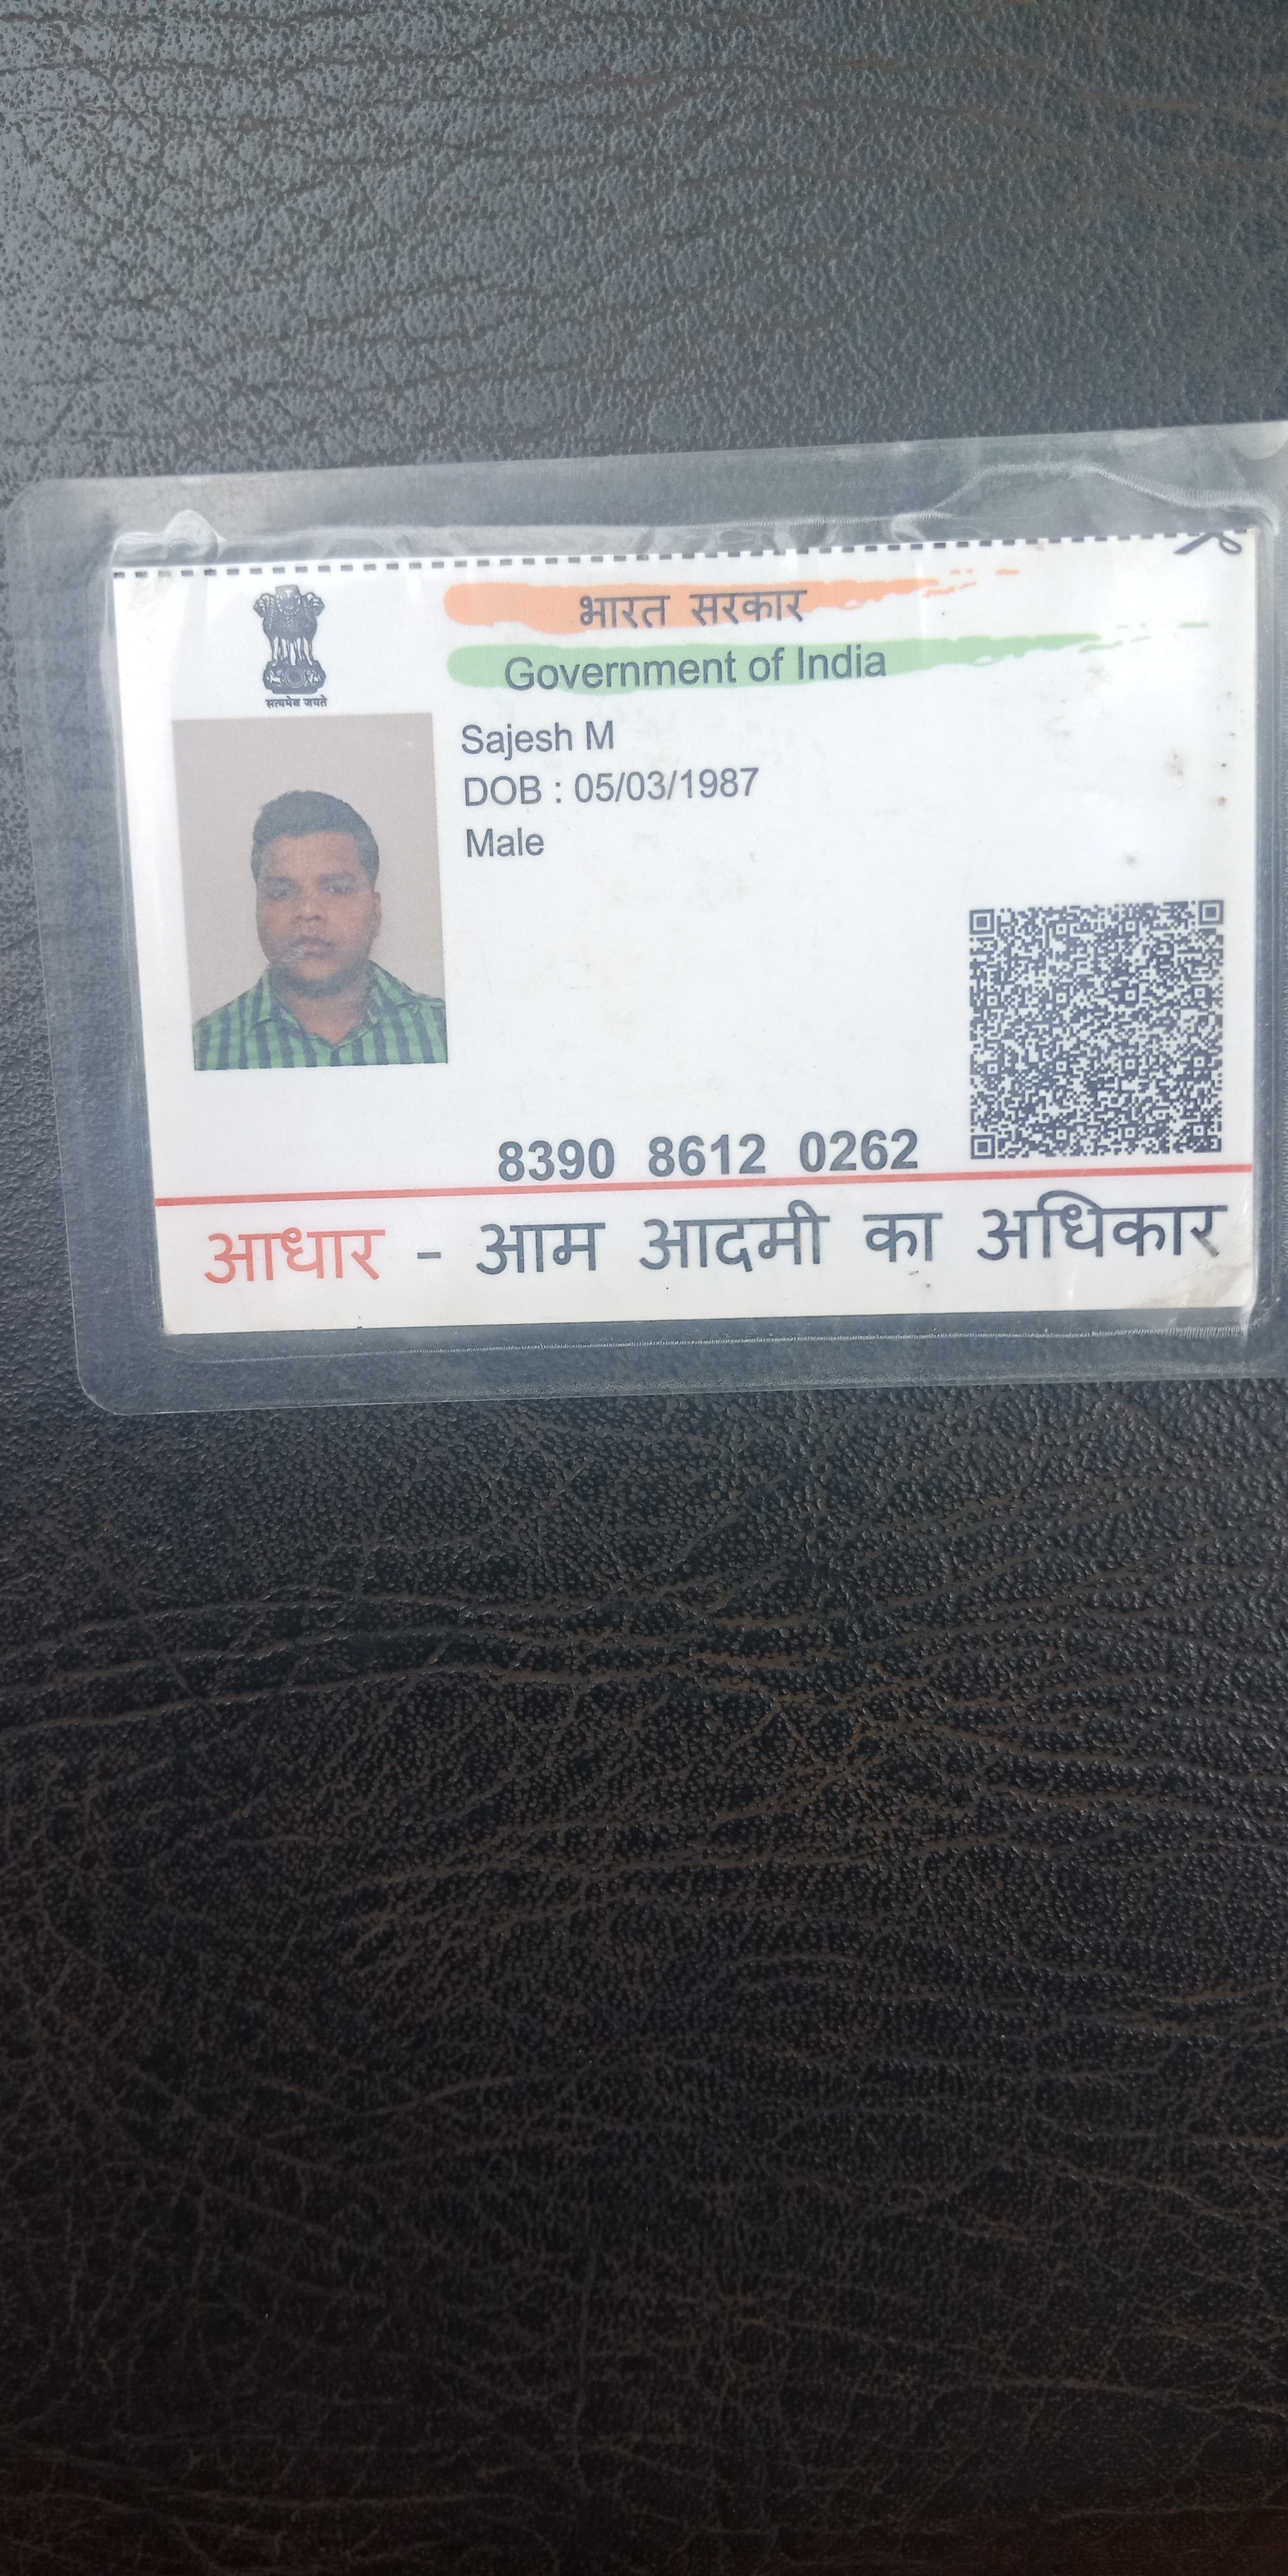 सत्यमेव जयते
भारत सरकार
Government of India
Sajesh M
DOB : 05/03/1987
Male
8390 8612 0262
आधार - आम आदमी का अधिकार